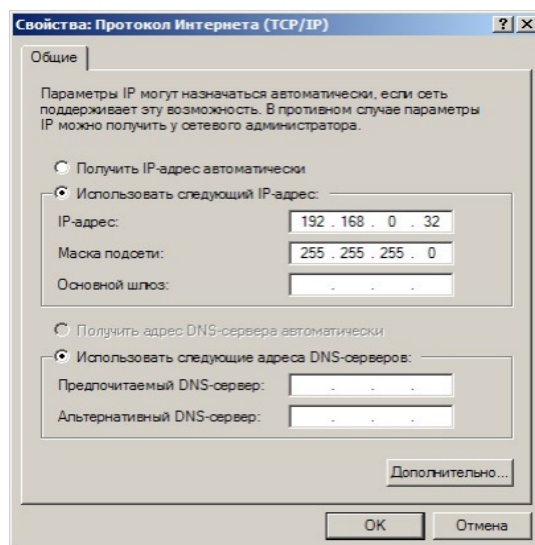 Свойства: Протокол Интернета (TCP/IP)
Общие
Параметры IP могут назначаться автоматически, если сеть
поддерживает эту возможность. В противном случае параметры
IP можно получить у сетевого администратора.
Получить IP-адрес автоматически
Использовать следующий IP-адрес:
IP-адрес: 192 . 168 . 0 . 32
Маска подсети: 255 . 255 . 255 . 0
Основной шлюз: . . .
Получить адрес DNS-сервера автоматически
Использовать следующие адреса DNS-серверов:
Предпочитаемый DNS-сервер: . . .
Альтернативный DNS-сервер: . . .
Дополнительно...
OK Отмена